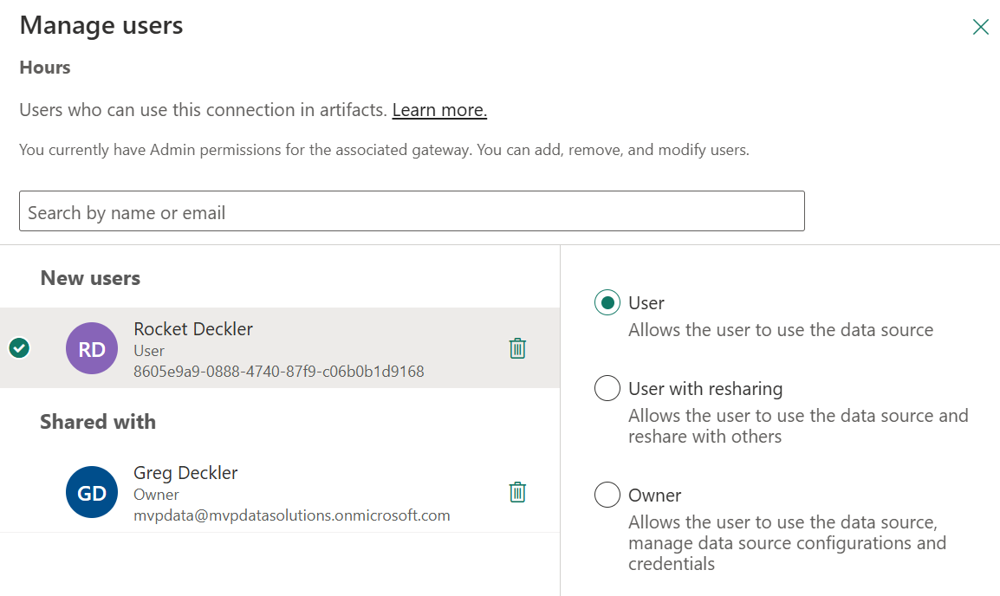 Manage users
Hours
Users who can use this connection in artifacts. Learn more.
You currently have Admin permissions for the associated gateway. You can add, remove, and modify users.
Search by name or email
New users
RD
Rocket Deckler
User
8605e9a9-0888-4740-87f9-c06b0b1d9168
Shared with
GD
Greg Deckler
Owner
mvpdata@mvpdatasolutions.onmicrosoft.com
User
Allows the user to use the data source
User with resharing
Allows the user to use the data source and
reshare with others
Owner
Allows the user to use the data source,
manage data source configurations and
credentials